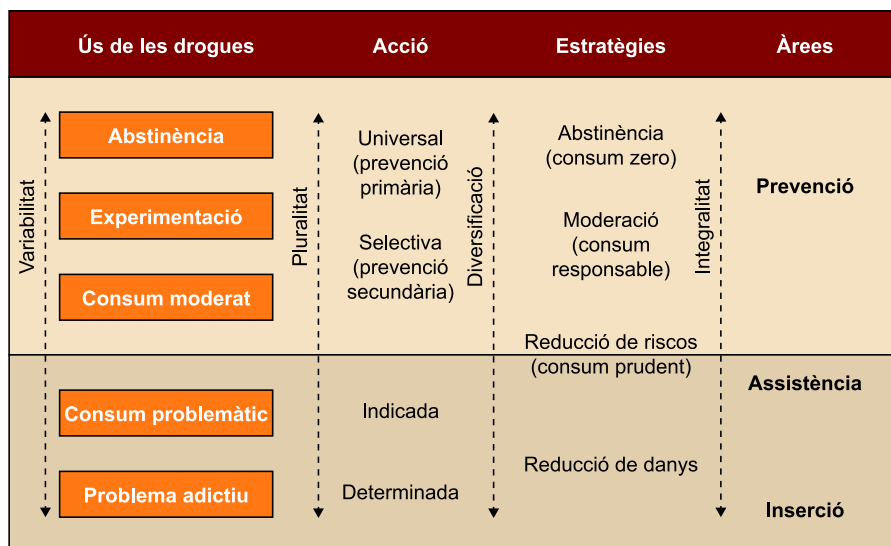 Ús de les drogues
Acció
Estratègies
Àrees
Variabilitat
Abstinència
Experimentació
Consum moderat
Consum problemàtic
Problema adictiu
Pluralitat
Universal
(prevenció
primària)
Selectiva
(prevenció
secundària)
Indicada
Determinada
Diversificació
Abstinència
(consum zero)
Moderació
(consum
responsable)
Reducció de riscos
(consum prudent)
Reducció de danys
Integralitat
Prevenció
Assistència
Inserció